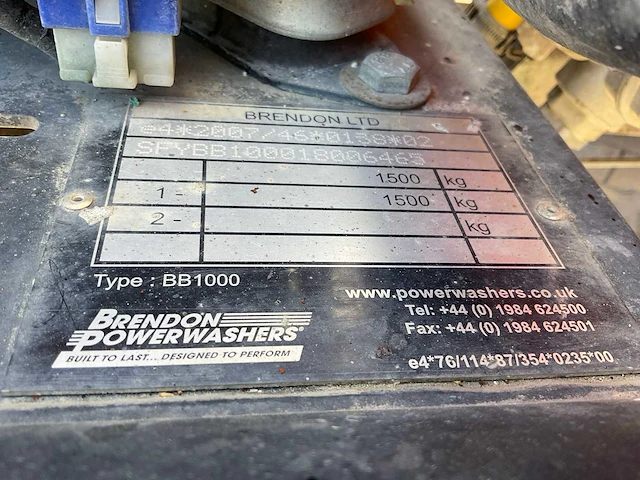 BRENDON LTD
e4*2007/46*0138*02
SFYBB100018006463
1500 kg
1 - 1500 kg
2 - kg
Type : BB1000
www.powerwashers.co.uk
Tel: +44 (0) 1984 624500
Fax: +44 (0) 1984 624501
BRENDON
POWERWASHERS
BUILT TO LAST... DESIGNED TO PERFORM
e4*76/114*87/354*0235*00